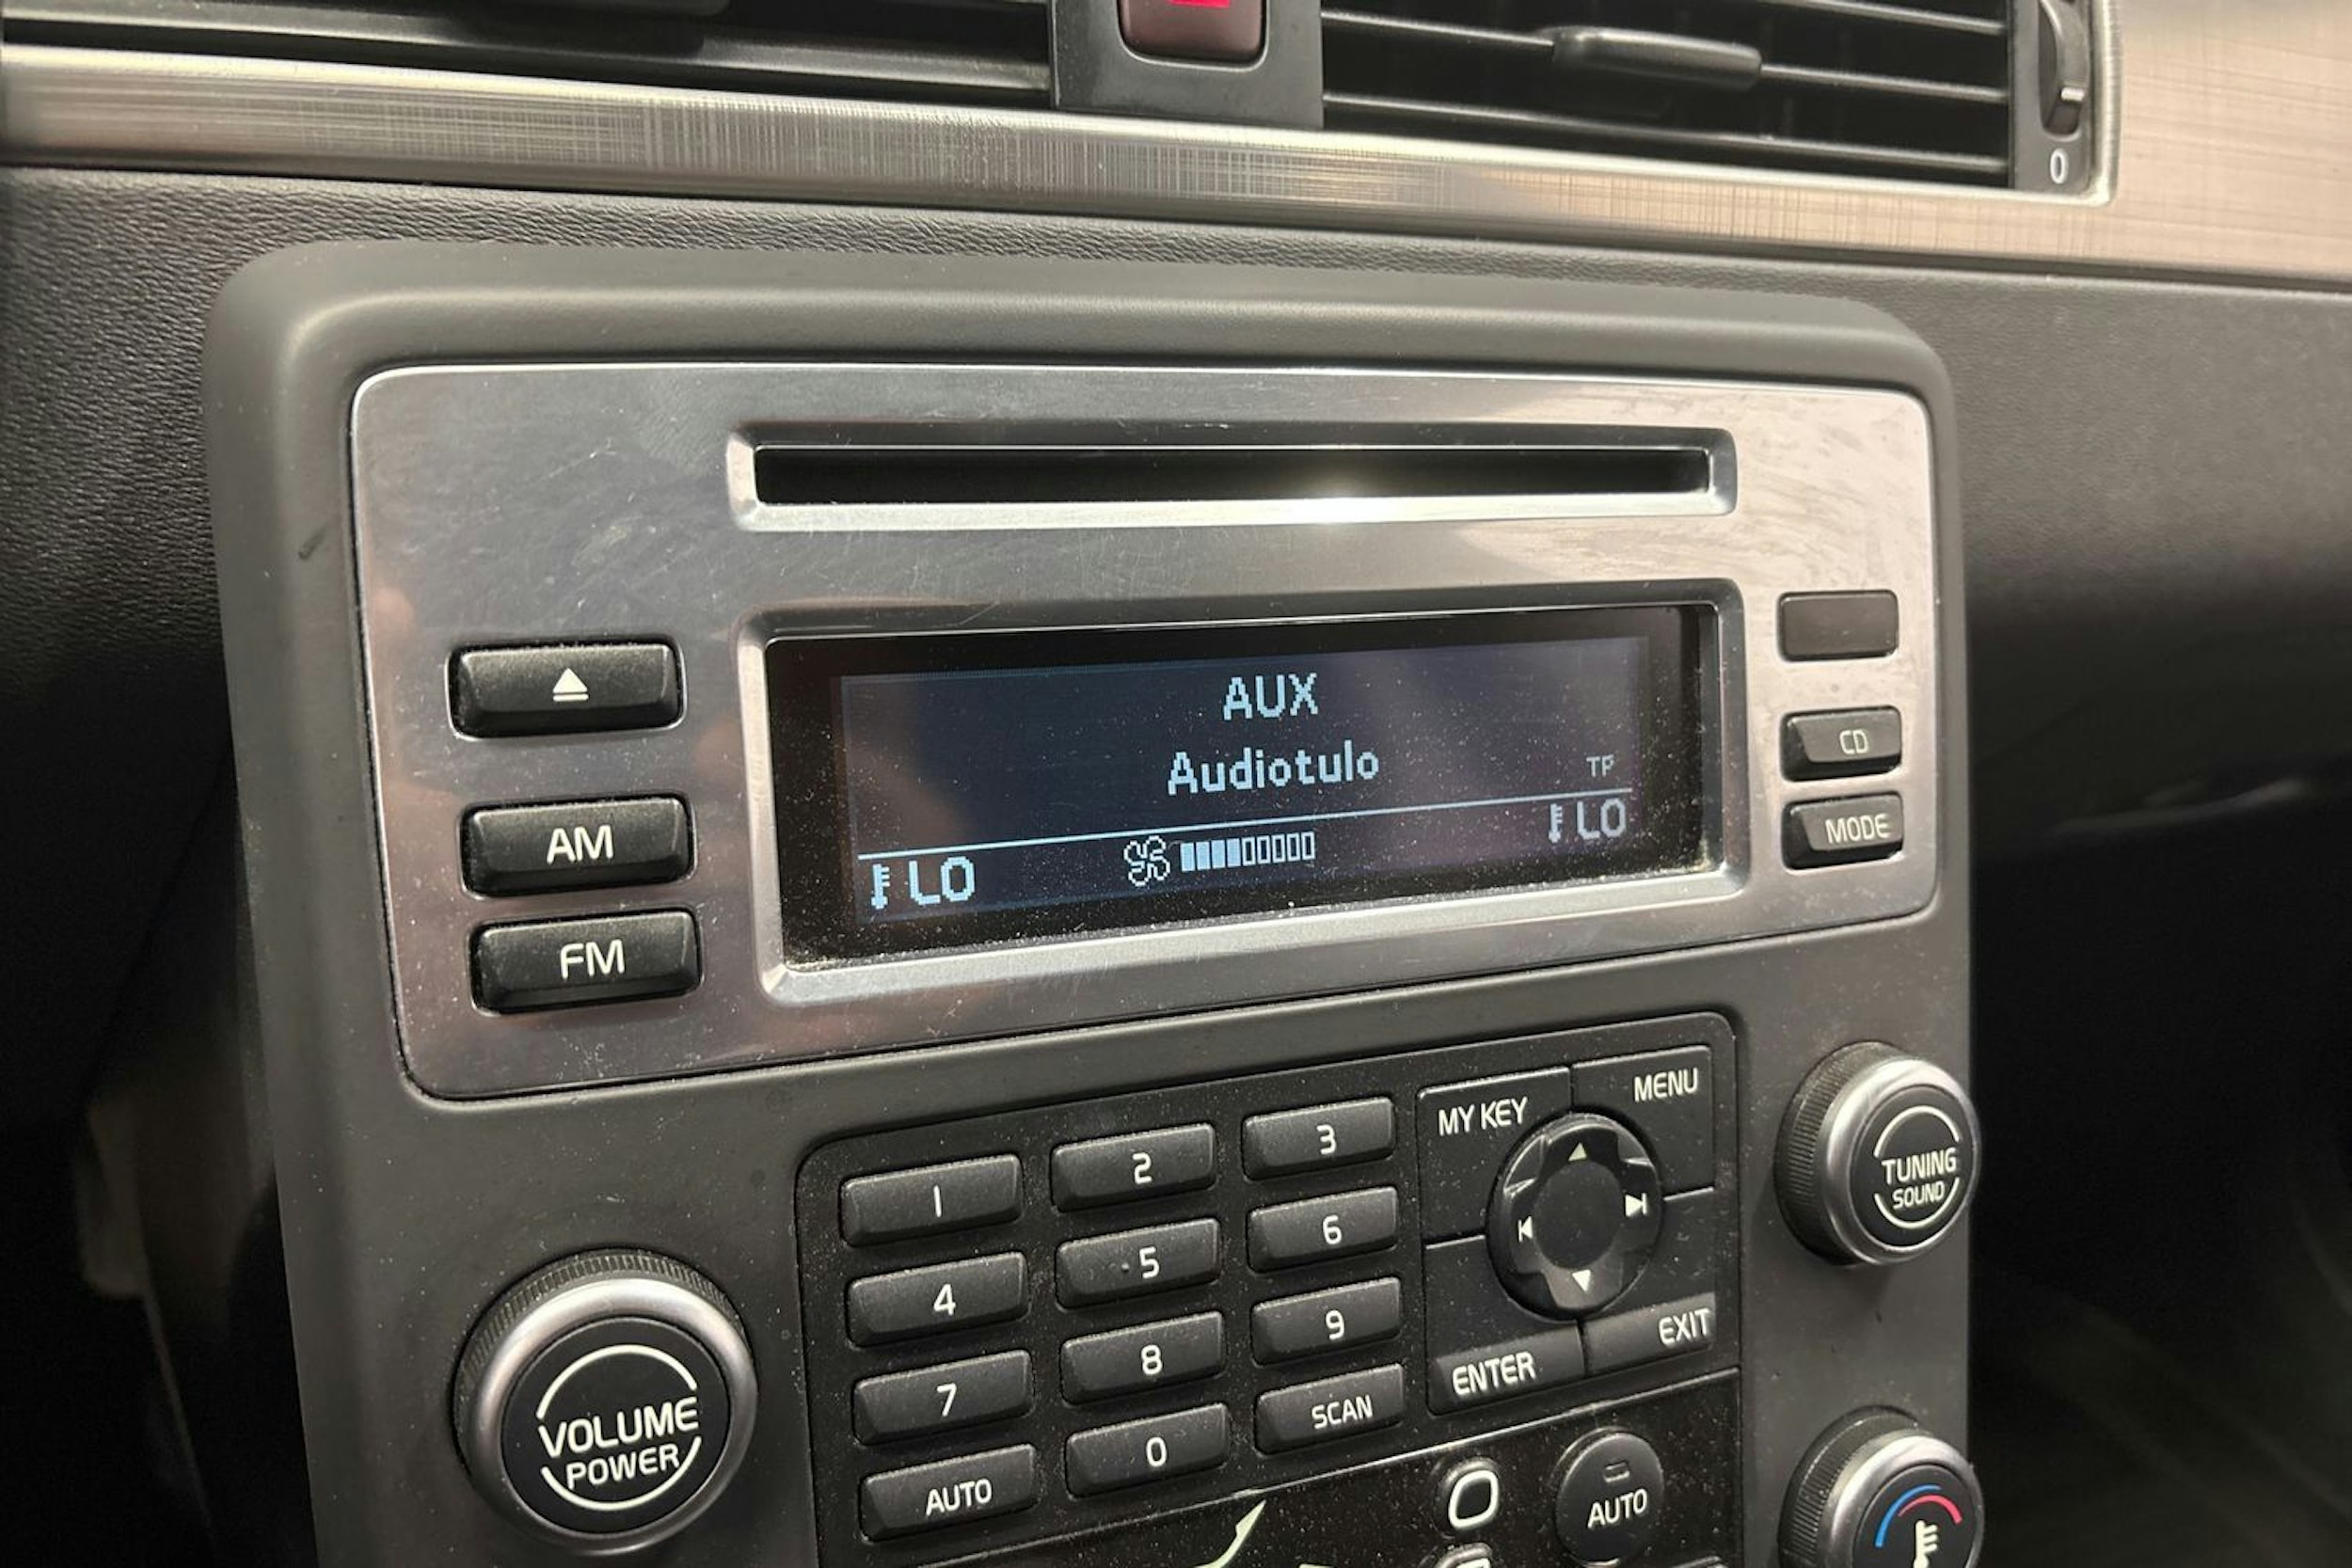 0
AUX
Audiotulo
TP
LO
LO
CD
MODE
AM
FM
MY KEY
MENU
1
2
3
4
5
6
7
8
9
AUTO
0
SCAN
ENTER
EXIT
TUNING
SOUND
VOLUME
POWER
AUTO